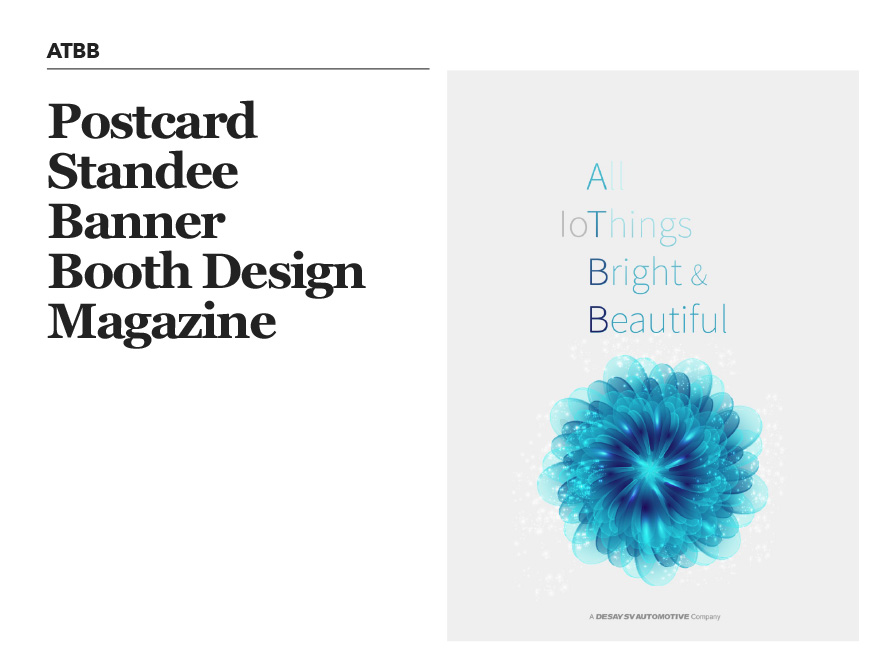 ATBB
Postcard
Standee
Banner
Booth Design
Magazine
All
IoThings
Bright &
Beautiful
A DESAY SV AUTOMOTIVE Company